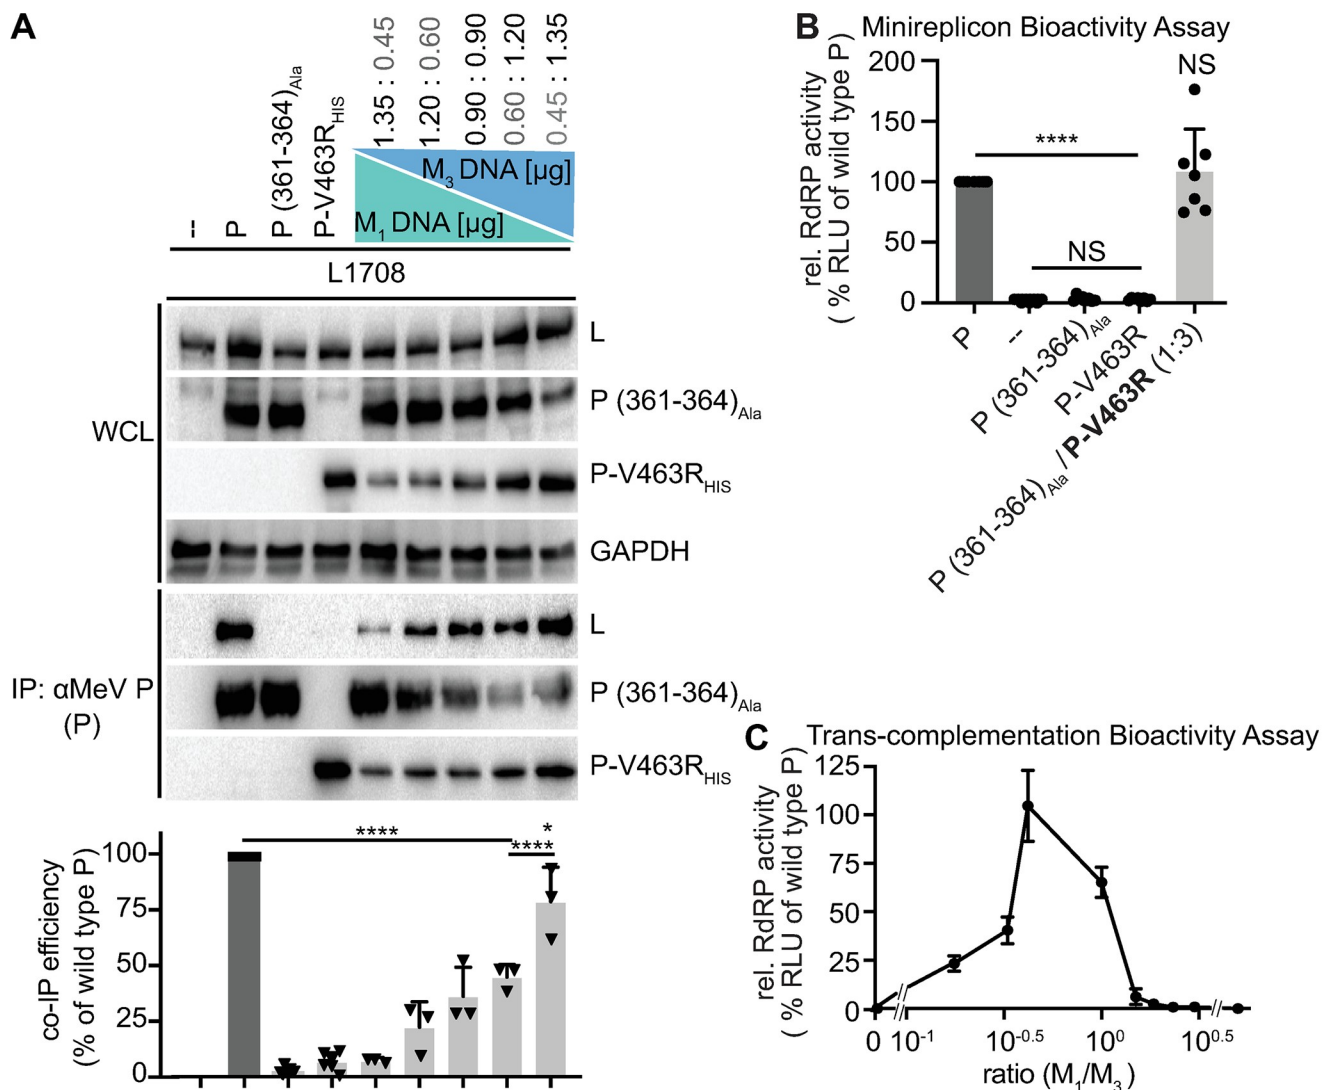 A
--
P
P (361-364)Ala
P-V463RHIS
1.35 : 0.45
1.20 : 0.60
0.90 : 0.90
0.60 : 1.20
0.45 : 1.35
M3 DNA [µg]
M1 DNA [µg]
L1708
WCL
L
P (361-364)Ala
P-V463RHIS
GAPDH
IP: αMeV P
(P)
L
P (361-364)Ala
P-V463RHIS
co-IP efficiency
(% of wild type P)
100
75
50
25
0
****
*
****
B Minireplicon Bioactivity Assay
rel. RdRP activity
( % RLU of wild type P)
200
150
100
50
0
****
NS
NS
P
--
P (361-364)Ala
P-V463R
P (361-364)Ala / P-V463R (1:3)
C Trans-complementation Bioactivity Assay
rel. RdRP activity
( % RLU of wild type P)
125
100
75
50
25
0
0 10-1 10-0.5 100 100.5
ratio (M1/M3)